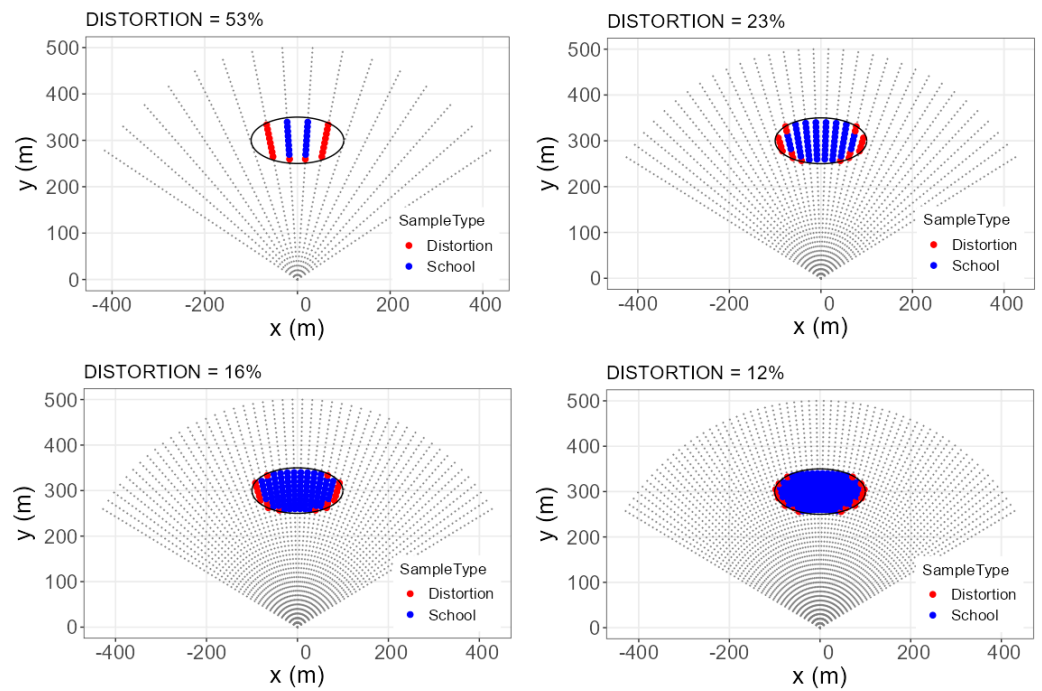 DISTORTION = 53%
500
400
300
200
100
0
y (m)
-400
-200
0
200
400
x (m)
SampleType
Distortion
School
DISTORTION = 23%
500
400
300
200
100
0
y (m)
-400
-200
0
200
400
x (m)
SampleType
Distortion
School
DISTORTION = 16%
500
400
300
200
100
0
y (m)
-400
-200
0
200
400
x (m)
SampleType
Distortion
School
DISTORTION = 12%
500
400
300
200
100
0
y (m)
-400
-200
0
200
400
x (m)
SampleType
Distortion
School